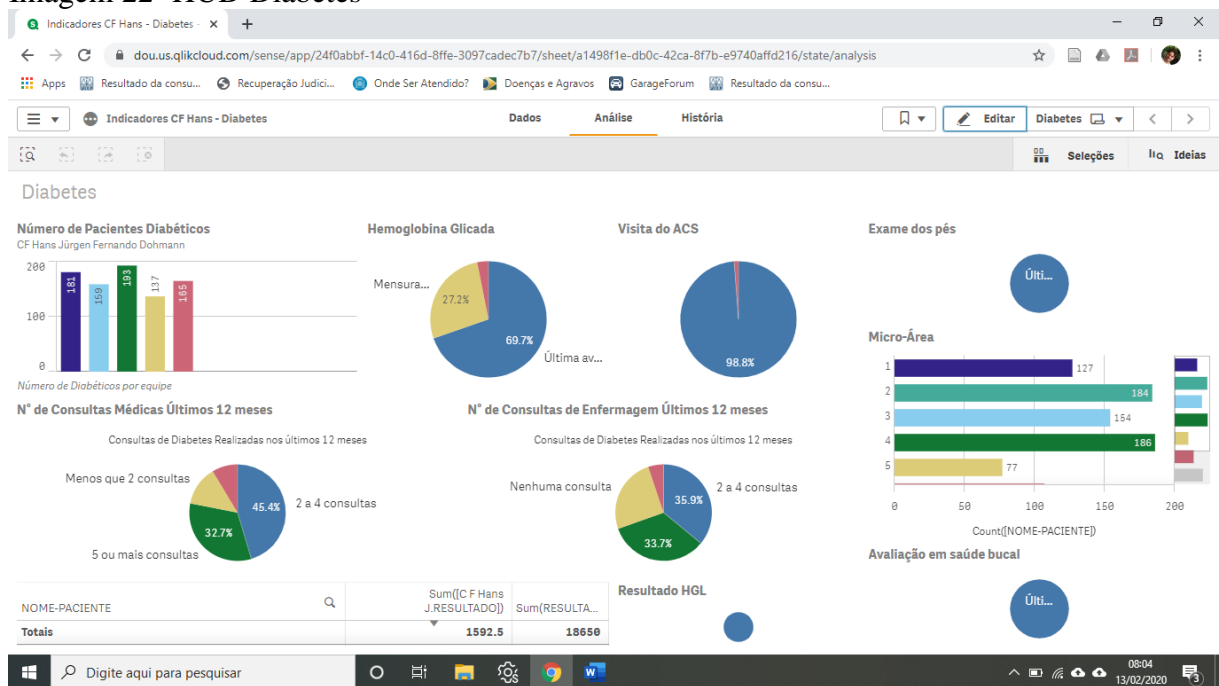 Imagem 22- HUD Diabetes
Indicadores CF Hans - Diabetes -
dou.us.qlikcloud.com/sense/app/24f0abbf-14c0-416d-8ffe-3097cadec7b7/sheet/a1498f1e-db0c-42ca-8f7b-e9740affd216/state/analysis
Apps Resultado da consu... Recuperação Judici... Onde Ser Atendido? Doenças e Agravos GarageForum Resultado da consu...
Indicadores CF Hans - Diabetes Dados Análise História Editar Diabetes
Seleções Ideias
Diabetes
Número de Pacientes Diabéticos
CF Hans Jürgen Fernando Dohmann
200
100
0
181
159
193
137
165
Número de Diabéticos por equipe
Hemoglobina Glicada
Mensura...
27.2%
69.7%
Última av...
Visita do ACS
98.8%
Exame dos pés
Últi...
Micro-Área
1 127
2 184
3 154
4 186
5 77
0 50 100 150 200
Count([NOME-PACIENTE])
N° de Consultas Médicas Últimos 12 meses
Consultas de Diabetes Realizadas nos últimos 12 meses
Menos que 2 consultas
45.4%
2 a 4 consultas
32.7%
5 ou mais consultas
N° de Consultas de Enfermagem Últimos 12 meses
Consultas de Diabetes Realizadas nos últimos 12 meses
Nenhuma consulta
35.9%
2 a 4 consultas
33.7%
Avaliação em saúde bucal
Últi...
NOME-PACIENTE
Sum([C F Hans
J.RESULTADO])
Sum(RESULTA...
Totais 1592.5 18650
Resultado HGL
Digite aqui para pesquisar
08:04
13/02/2020
3